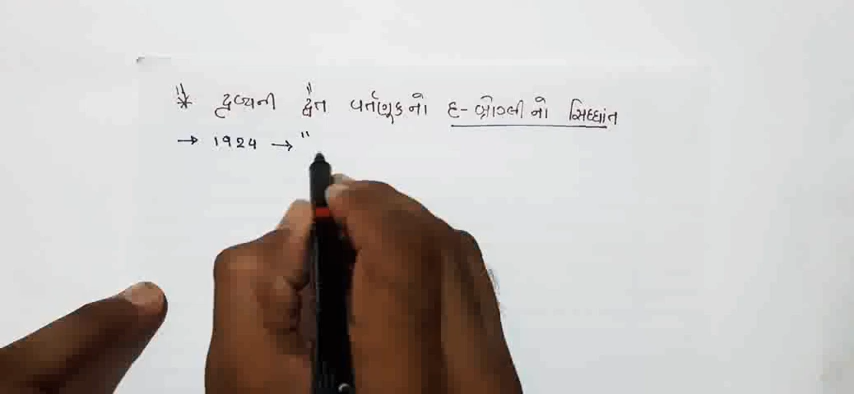 * દ્રવ્યની દ્વૈત વર્તણૂકનો દ-બ્રોગ્લીનો સિધ્ધાંત
→ 1924 → "